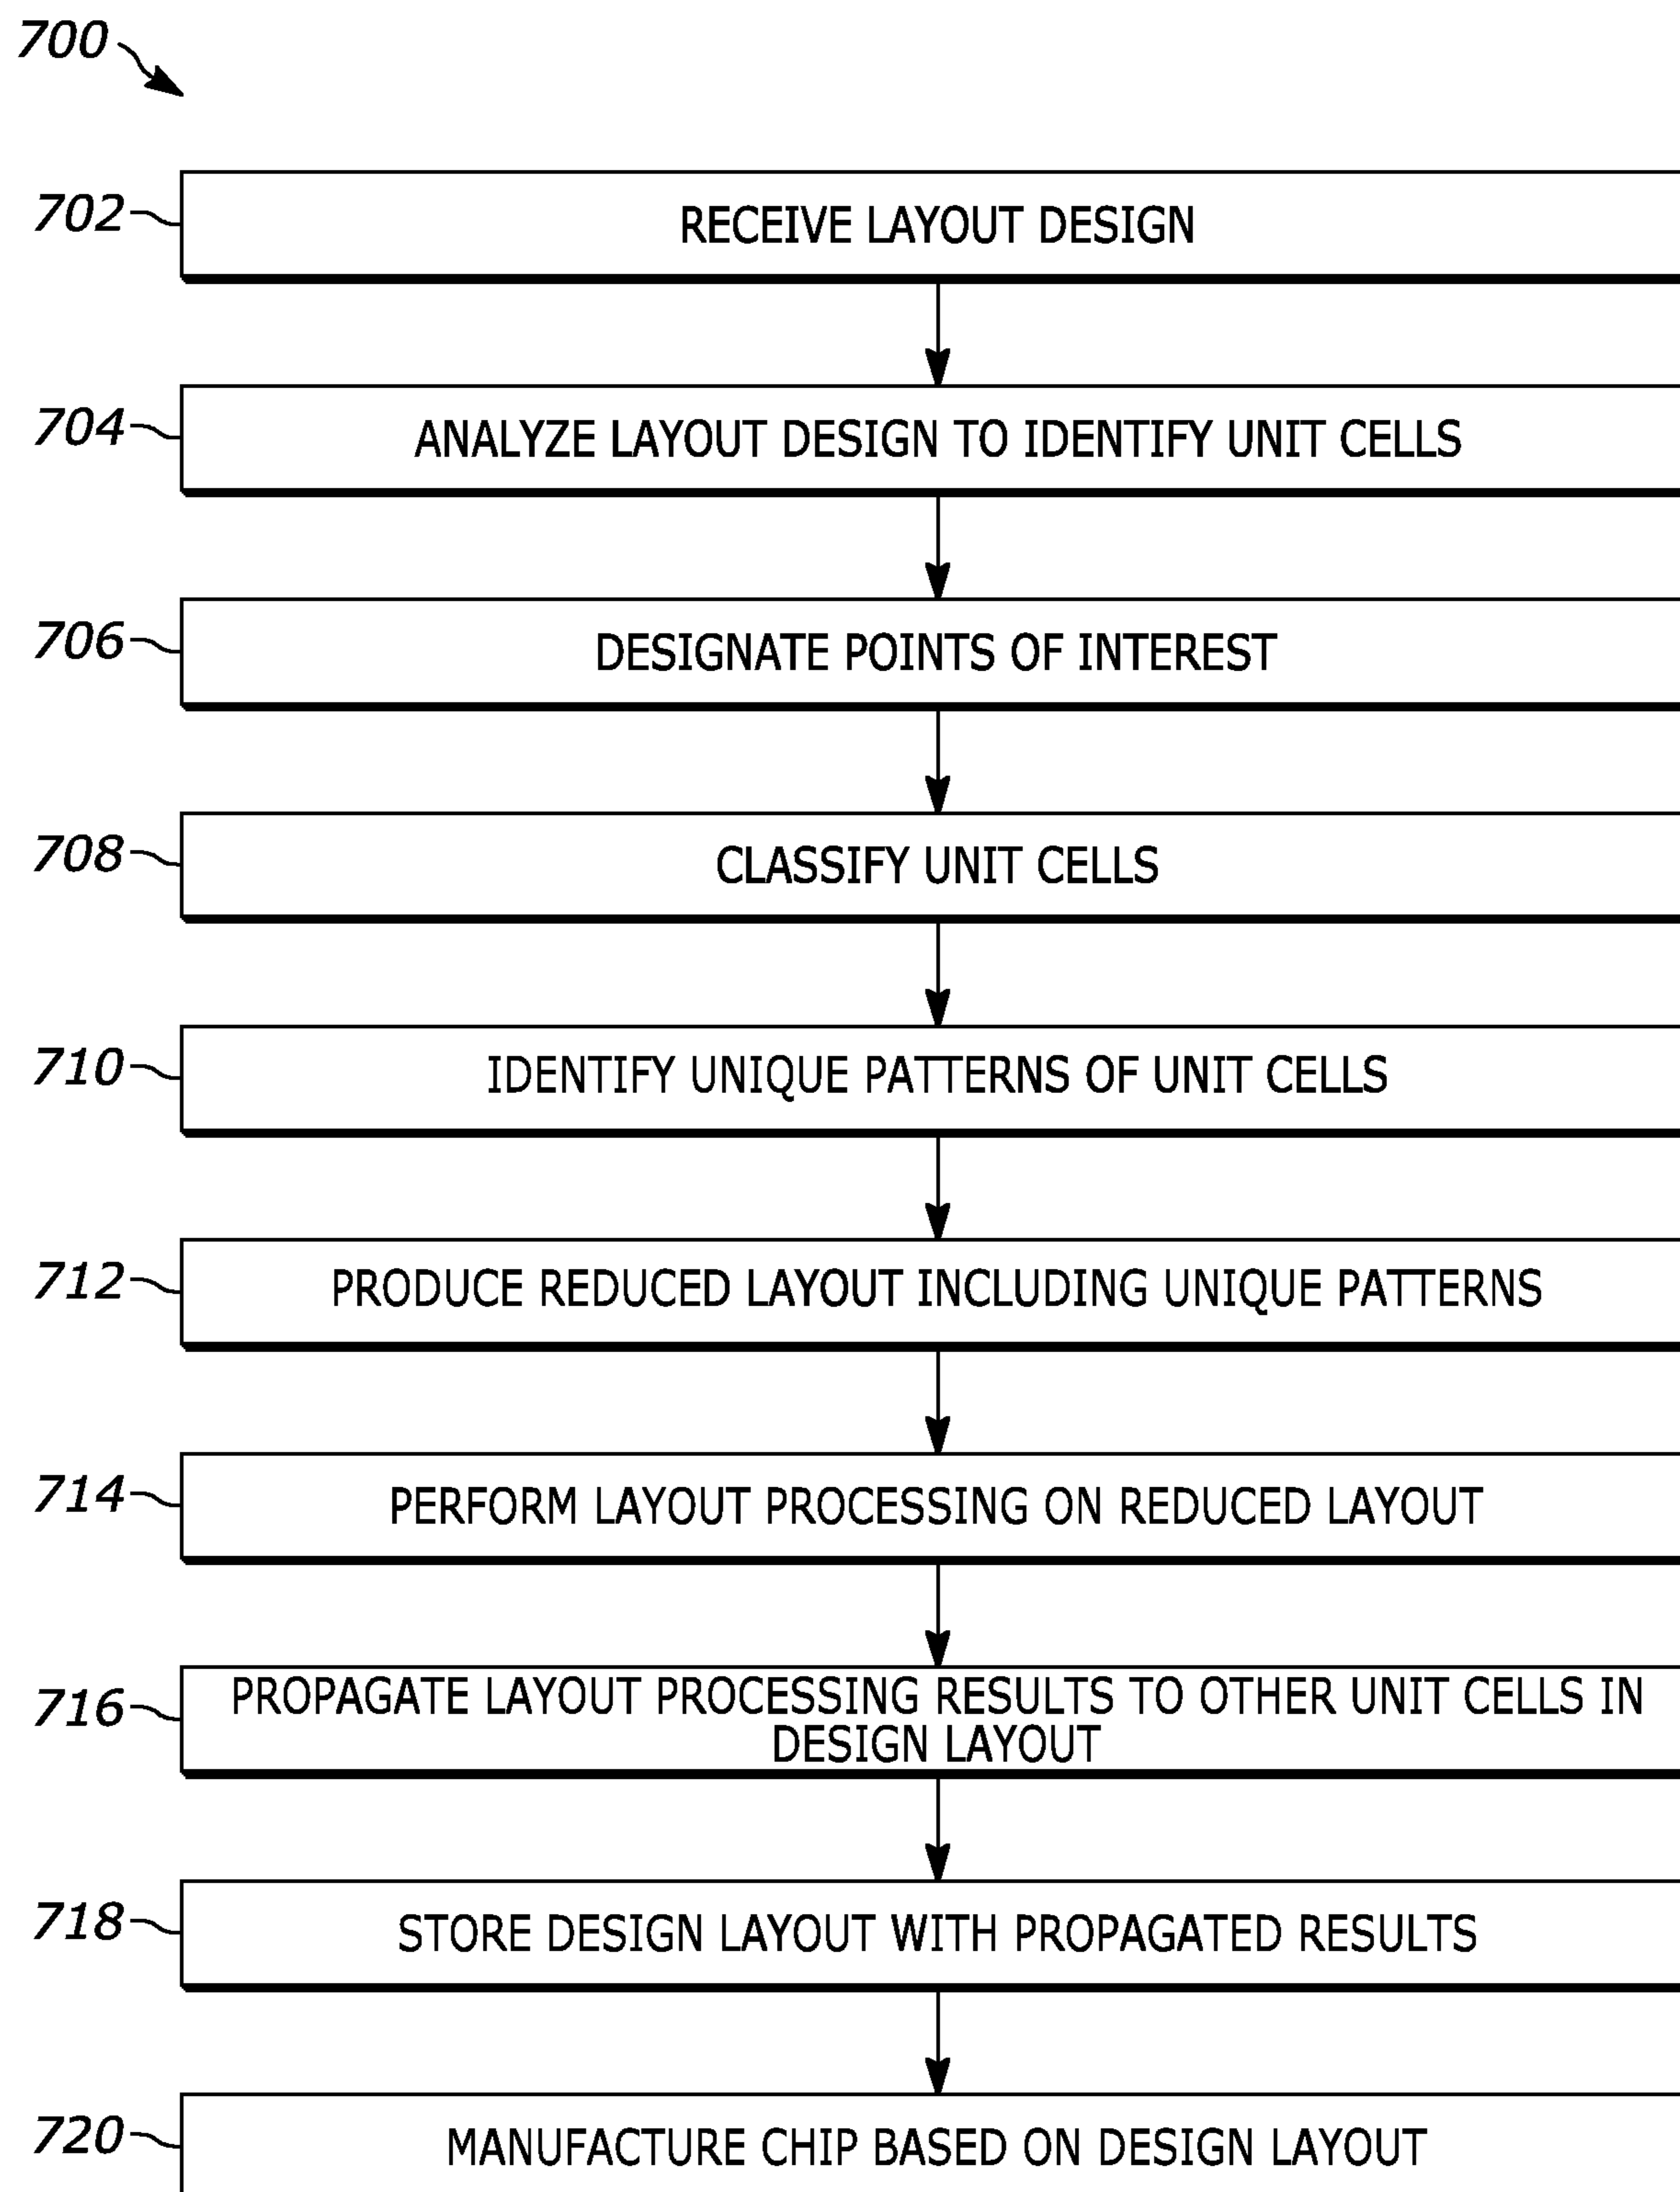 700
702
RECEIVE LAYOUT DESIGN
704
ANALYZE LAYOUT DESIGN TO IDENTIFY UNIT CELLS
706
DESIGNATE POINTS OF INTEREST
708
CLASSIFY UNIT CELLS
710
IDENTIFY UNIQUE PATTERNS OF UNIT CELLS
712
PRODUCE REDUCED LAYOUT INCLUDING UNIQUE PATTERNS
714
PERFORM LAYOUT PROCESSING ON REDUCED LAYOUT
716
PROPAGATE LAYOUT PROCESSING RESULTS TO OTHER UNIT CELLS IN
DESIGN LAYOUT
718
STORE DESIGN LAYOUT WITH PROPAGATED RESULTS
720
MANUFACTURE CHIP BASED ON DESIGN LAYOUT